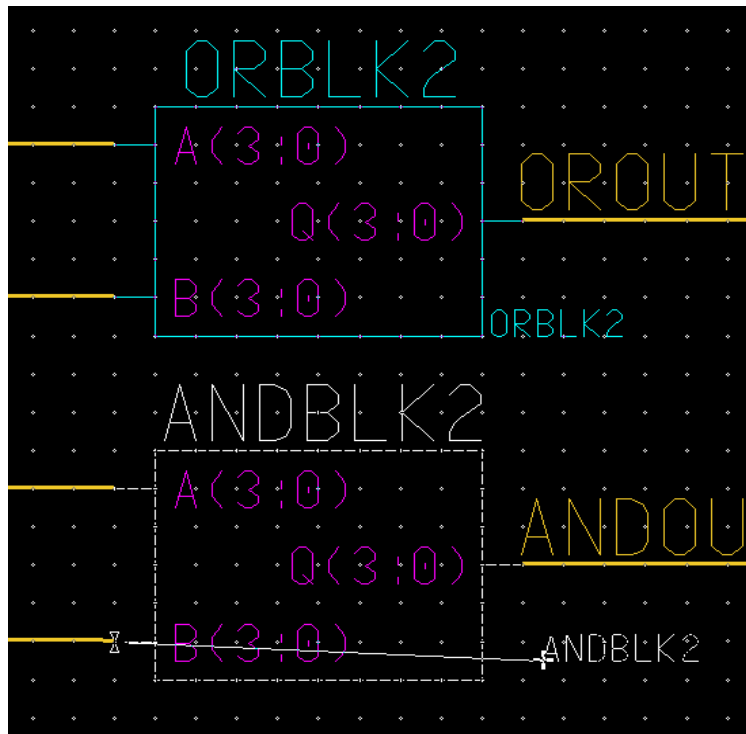 ORBLK2
A(3:0)
Q(3:0)
OROUT
B(3:0)
ORBLK2
ANDBLK2
A(3:0)
Q(3:0)
ANDOU
B(3:0)
ANDBLK2